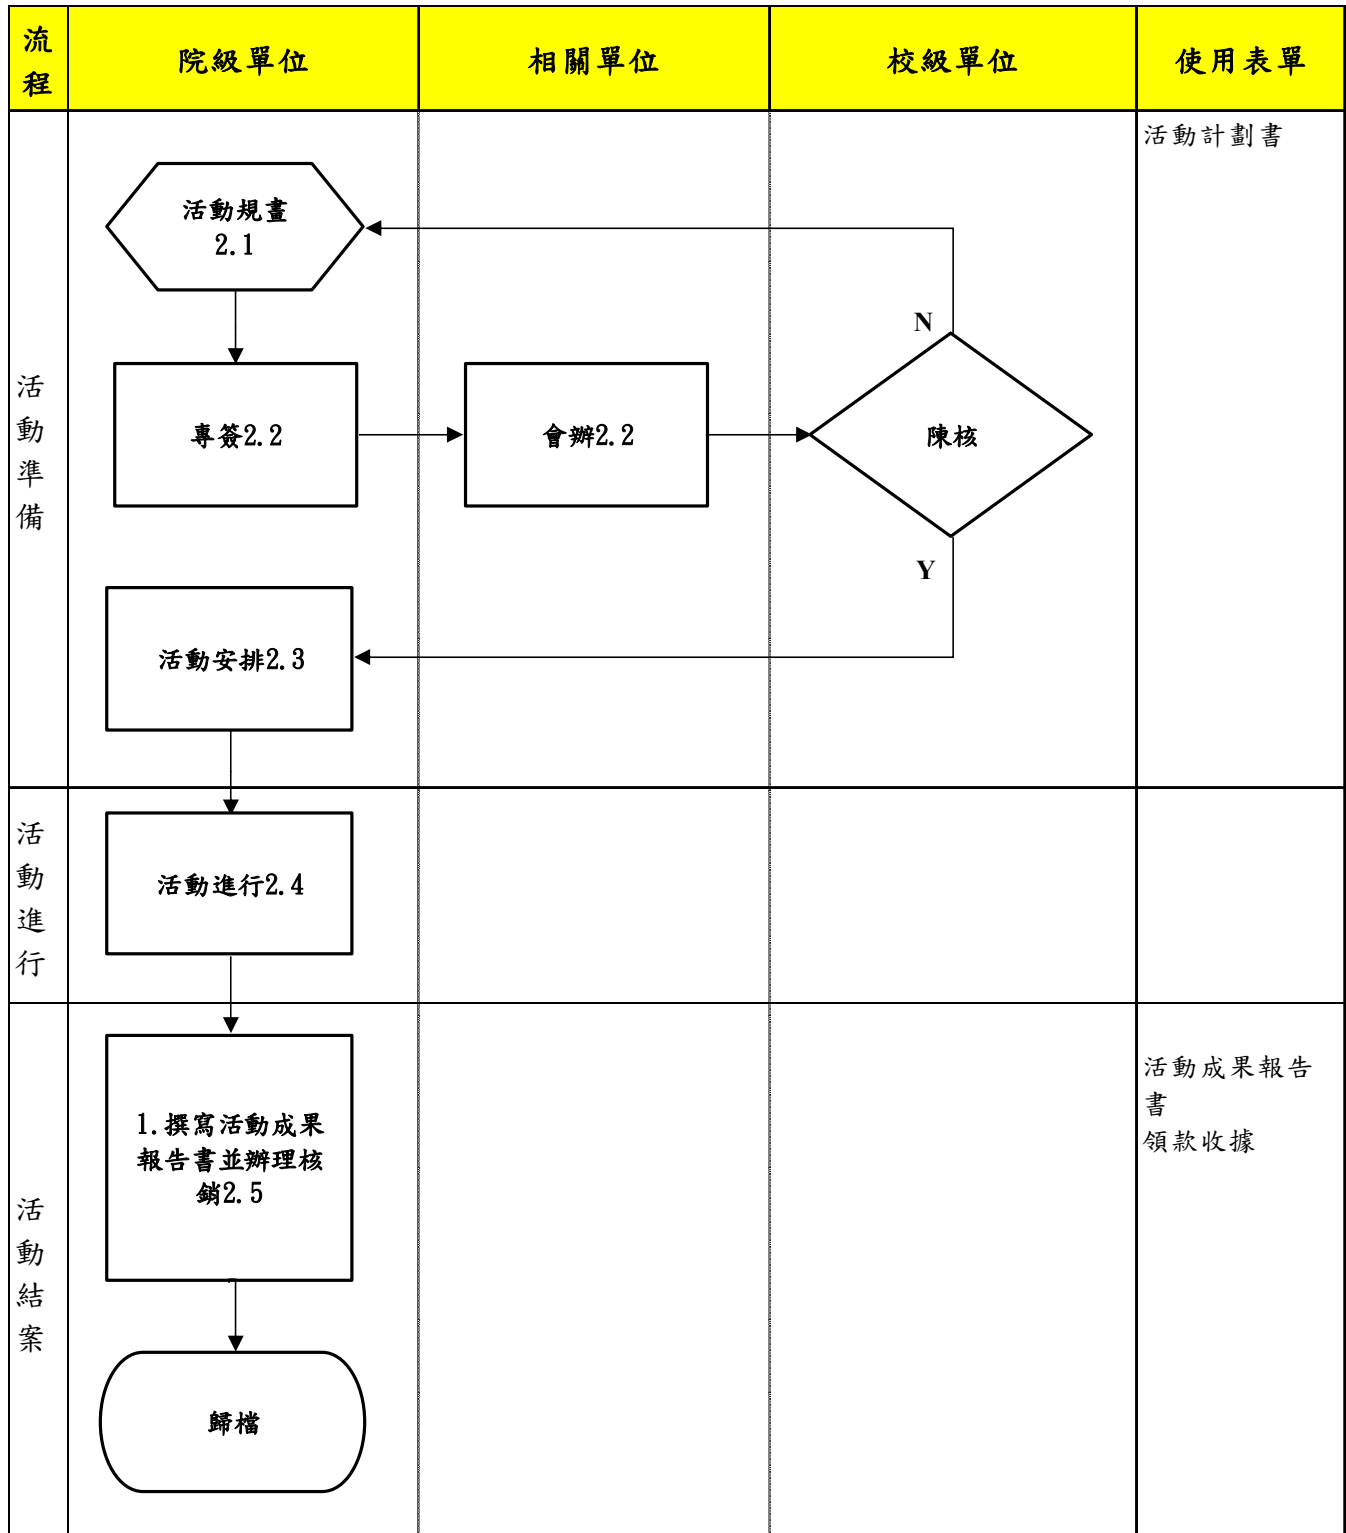 流程
院級單位
相關單位
校級單位
使用表單
活動準備
活動計劃書
活動規畫
2.1
N
專簽2.2
會辦2.2
陳核
Y
活動安排2.3
活動進行
活動進行2.4
活動結案
1.撰寫活動成果
報告書並辦理核
銷2.5
活動成果報告
書
領款收據
歸檔